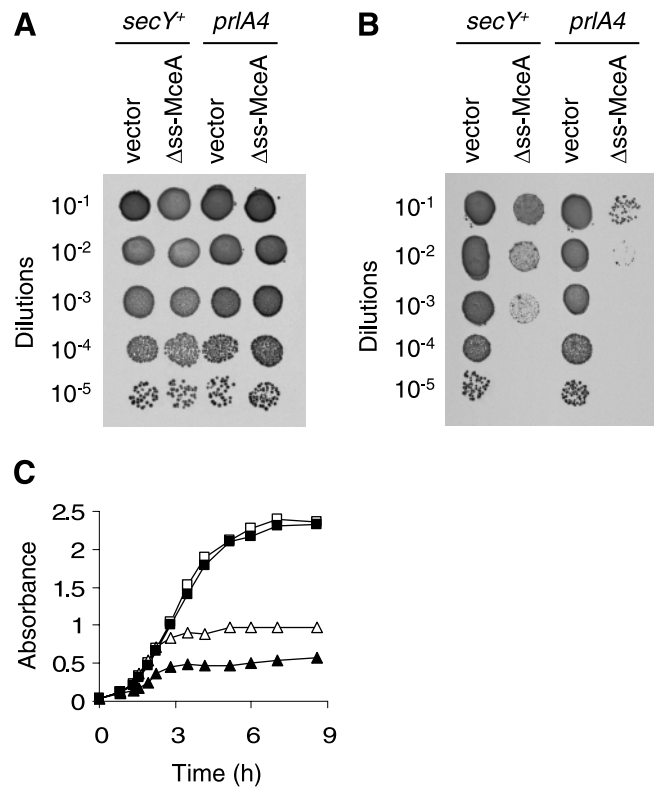 A
secY+ prlA4
vector
Δss-MceA
vector
Δss-MceA
Dilutions
10-1
10-2
10-3
10-4
10-5
B
secY+ prlA4
vector
Δss-MceA
vector
Δss-MceA
Dilutions
10-1
10-2
10-3
10-4
10-5
C
Absorbance
2.5
2
1.5
1
0.5
0
0 3 6 9
Time (h)